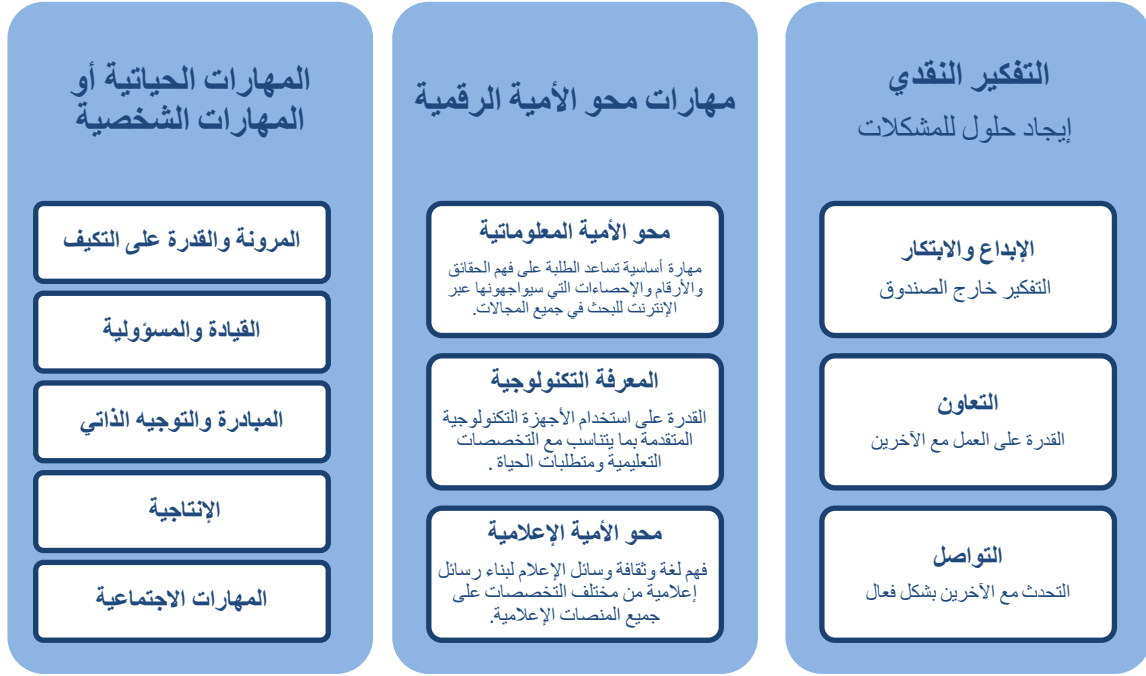 التفكير النقدي
إيجاد حلول للمشكلات
الإبداع والابتكار
التفكير خارج الصندوق
التعاون
القدرة على العمل مع الآخرين
التواصل
التحدث مع الآخرين بشكل فعال
مهارات محو الأمية الرقمية
محو الأمية المعلوماتية
مهارة أساسية تساعد الطلبة على فهم الحقائق
والأرقام والإحصاءات التي سيواجهونها عبر
الإنترنت للبحث في جميع المجالات.
المعرفة التكنولوجية
القدرة على استخدام الأجهزة التكنولوجية
المتقدمة بما يتناسب مع التخصصات
التعليمية ومتطلبات الحياة .
محو الأمية الإعلامية
فهم لغة وثقافة وسائل الإعلام لبناء رسائل
إعلامية من مختلف التخصصات على
جميع المنصات الإعلامية.
المهارات الحياتية أو
المهارات الشخصية
المرونة والقدرة على التكيف
القيادة والمسؤولية
المبادرة والتوجيه الذاتي
الإنتاجية
المهارات الاجتماعية